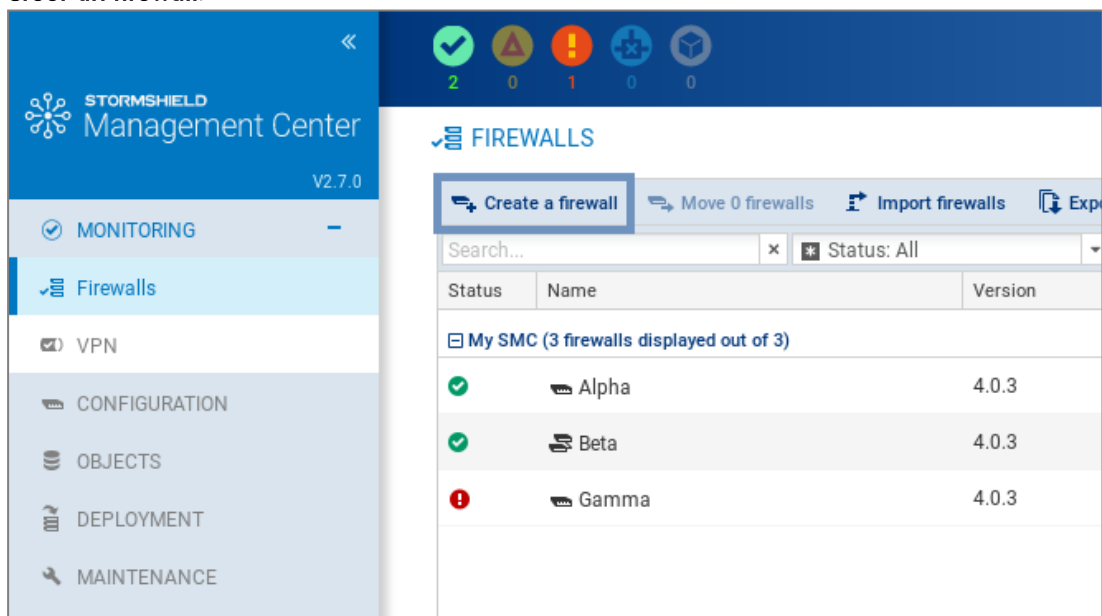 «
2 0 1 0 0
STORMSHIELD
Management Center
V2.7.0
FIREWALLS
Create a firewall Move 0 firewalls Import firewalls
Search... × Status: All
MONITORING –
Firewalls
VPN
CONFIGURATION
OBJECTS
DEPLOYMENT
MAINTENANCE
Status Name Version
My SMC (3 firewalls displayed out of 3)
Alpha 4.0.3
Beta 4.0.3
Gamma 4.0.3